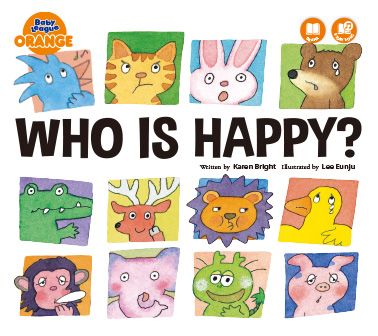 Baby
League
ORANGE
WHO IS HAPPY?
Written by Karen Bright Illustrated by Lee Eunju